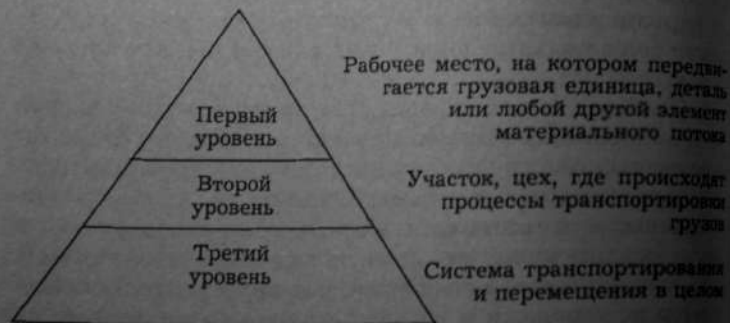 Первый
уровень
Рабочее место, на котором передви-
гается грузовая единица, деталь
или любой другой элемент
материального потока
Второй
уровень
Участок, цех, где происходят
процессы транспортировки
грузов
Третий
уровень
Система транспортирования
и перемещения в целом